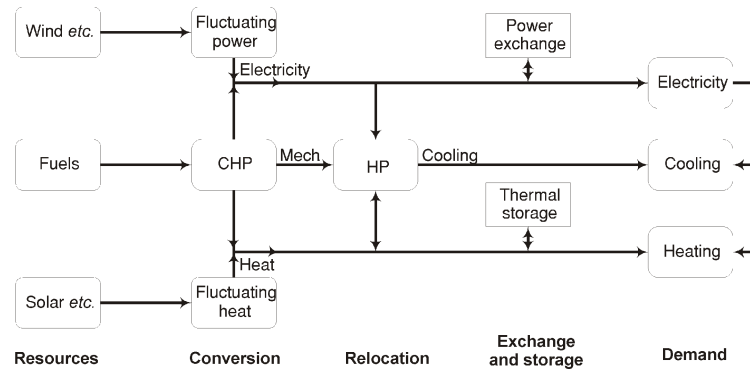 Wind etc.
Fluctuating
power
Power
exchange
Electricity
Electricity
Fuels
CHP
Mech.
HP
Cooling
Cooling
Thermal
storage
Heating
Heat
Solar etc.
Fluctuating
heat
Resources
Conversion
Relocation
Exchange
and storage
Demand